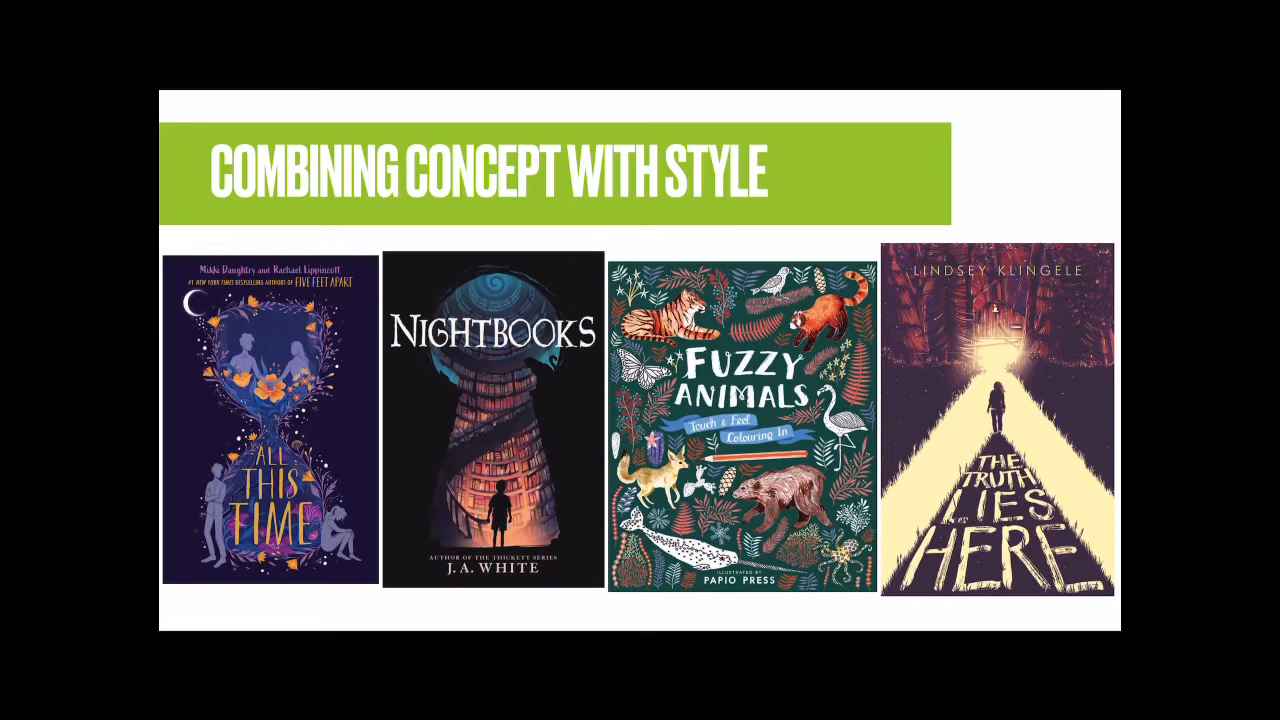 COMBINING CONCEPT WITH STYLE
Mikki Daughtry and Rachael Lippincott
#1 NEW YORK TIMES BESTSELLING AUTHORS OF FIVE FEET APART
ALL
THIS
TIME
NIGHTBOOKS
AUTHOR OF THE THICKETY SERIES
J. A. WHITE
FUZZY
ANIMALS
Touch & Feel
Colouring In
ILLUSTRATED BY
PAPIO PRESS
LINDSEY KLINGELE
THE
TRUTH
LIES
HERE